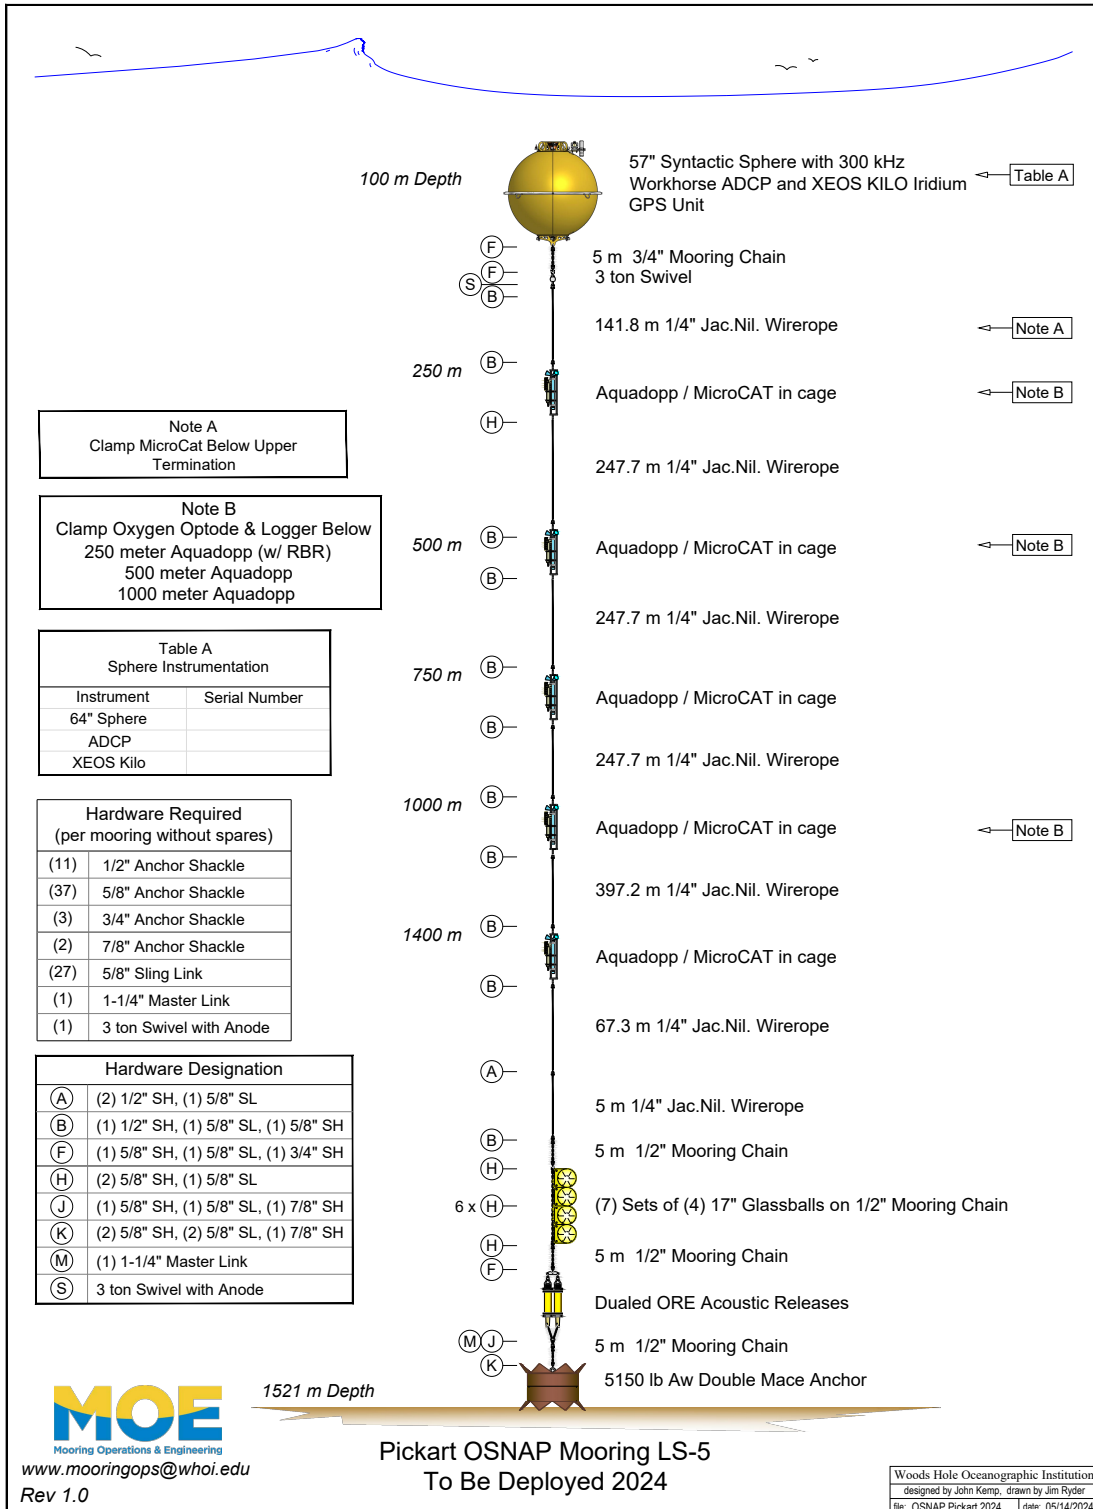 57" Syntactic Sphere with 300 kHz
Workhorse ADCP and XEOS KILO Iridium
GPS Unit
Table A
100 m Depth
F
5 m  3/4" Mooring Chain
F
3 ton Swivel
S
B
141.8 m 1/4" Jac.Nil. Wirerope
Note A
B
250 m
Aquadopp / MicroCAT in cage
Note B
H
247.7 m 1/4" Jac.Nil. Wirerope
500 m
B
Aquadopp / MicroCAT in cage
Note B
B
247.7 m 1/4" Jac.Nil. Wirerope
B
750 m
Aquadopp / MicroCAT in cage
B
247.7 m 1/4" Jac.Nil. Wirerope
1000 m
B
Aquadopp / MicroCAT in cage
Note B
B
397.2 m 1/4" Jac.Nil. Wirerope
B
1400 m
Aquadopp / MicroCAT in cage
B
67.3 m 1/4" Jac.Nil. Wirerope
A
5 m 1/4" Jac.Nil. Wirerope
B
5 m  1/2" Mooring Chain
H
6 x H
(7) Sets of (4) 17" Glassballs on 1/2" Mooring Chain
H
5 m  1/2" Mooring Chain
F
Dualed ORE Acoustic Releases
M J
5 m  1/2" Mooring Chain
K
5150 lb Aw Double Mace Anchor
1521 m Depth
Note A
Clamp MicroCat Below Upper
Termination
Note B
Clamp Oxygen Optode & Logger Below
250 meter Aquadopp (w/ RBR)
500 meter Aquadopp
1000 meter Aquadopp
Table A
Sphere Instrumentation
Instrument Serial Number
64" Sphere
ADCP
XEOS Kilo
Hardware Required
(per mooring without spares)
(11) 1/2" Anchor Shackle
(37) 5/8" Anchor Shackle
(3) 3/4" Anchor Shackle
(2) 7/8" Anchor Shackle
(27) 5/8" Sling Link
(1) 1-1/4" Master Link
(1) 3 ton Swivel with Anode
Hardware Designation
A (2) 1/2" SH, (1) 5/8" SL
B (1) 1/2" SH, (1) 5/8" SL, (1) 5/8" SH
F (1) 5/8" SH, (1) 5/8" SL, (1) 3/4" SH
H (2) 5/8" SH, (1) 5/8" SL
J (1) 5/8" SH, (1) 5/8" SL, (1) 7/8" SH
K (2) 5/8" SH, (2) 5/8" SL, (1) 7/8" SH
M (1) 1-1/4" Master Link
S 3 ton Swivel with Anode
MOE
Mooring Operations & Engineering
www.mooringops@whoi.edu
Rev 1.0
Pickart OSNAP Mooring LS-5
To Be Deployed 2024
Woods Hole Oceanographic Institution
designed by John Kemp, drawn by Jim Ryder
file: OSNAP Pickart 2024 date: 05/14/2024